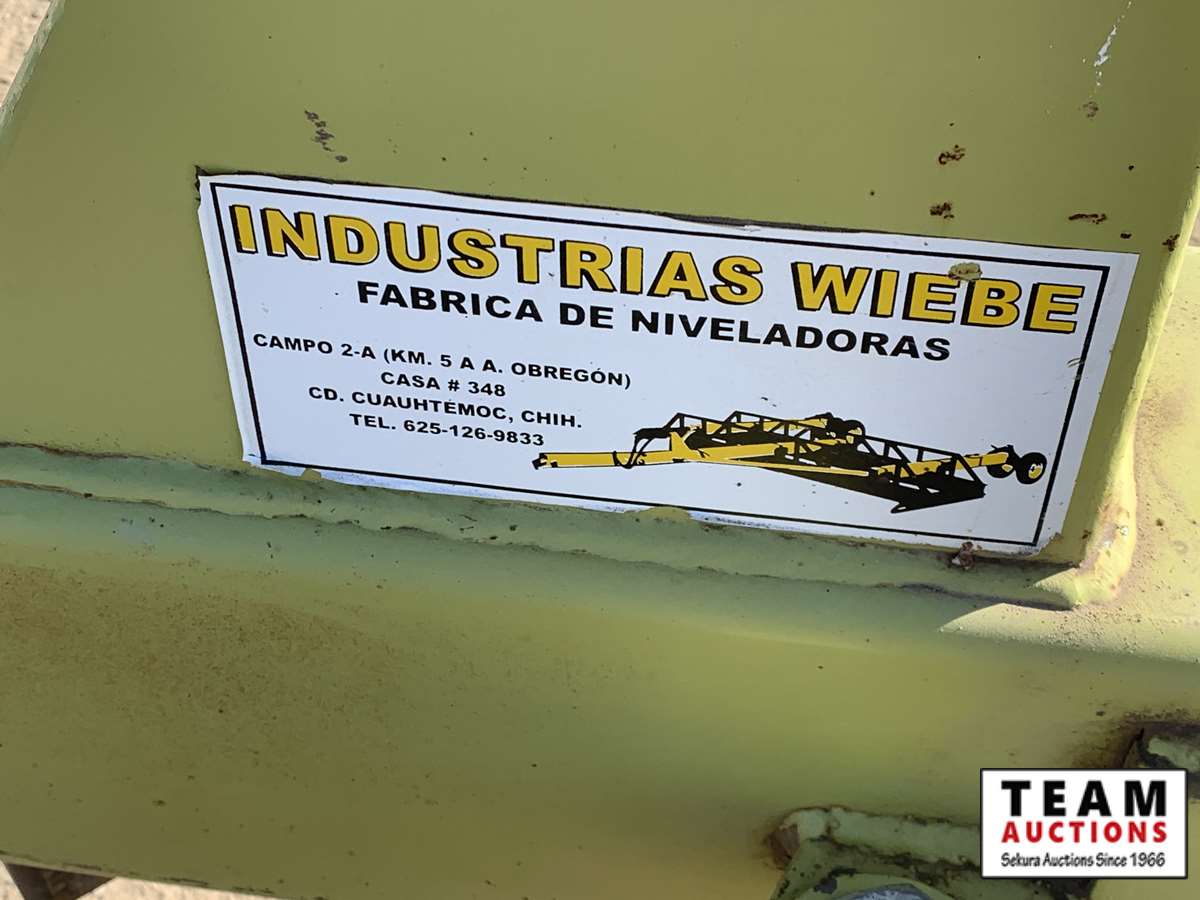 INDUSTRIAS WIEBE
FABRICA DE NIVELADORAS
CAMPO 2-A (KM. 5 A A. OBREGÓN)
CASA # 348
CD. CUAUHTÉMOC, CHIH.
TEL. 625-126-9833
TEAM
AUCTIONS
Sekura Auctions Since 1966